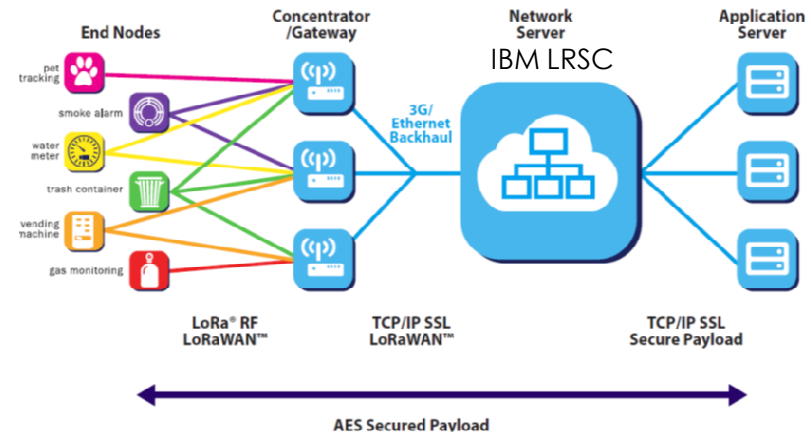 End Nodes
Concentrator
/Gateway
Network
Server
IBM LRSC
Application
Server
pet
tracking
smoke alarm
water
meter
trash container
vending
machine
gas monitoring
3G/
Ethernet
Backhaul
LoRa® RF
LoRaWAN™
TCP/IP SSL
LoRaWAN™
TCP/IP SSL
Secure Payload
AES Secured Payload